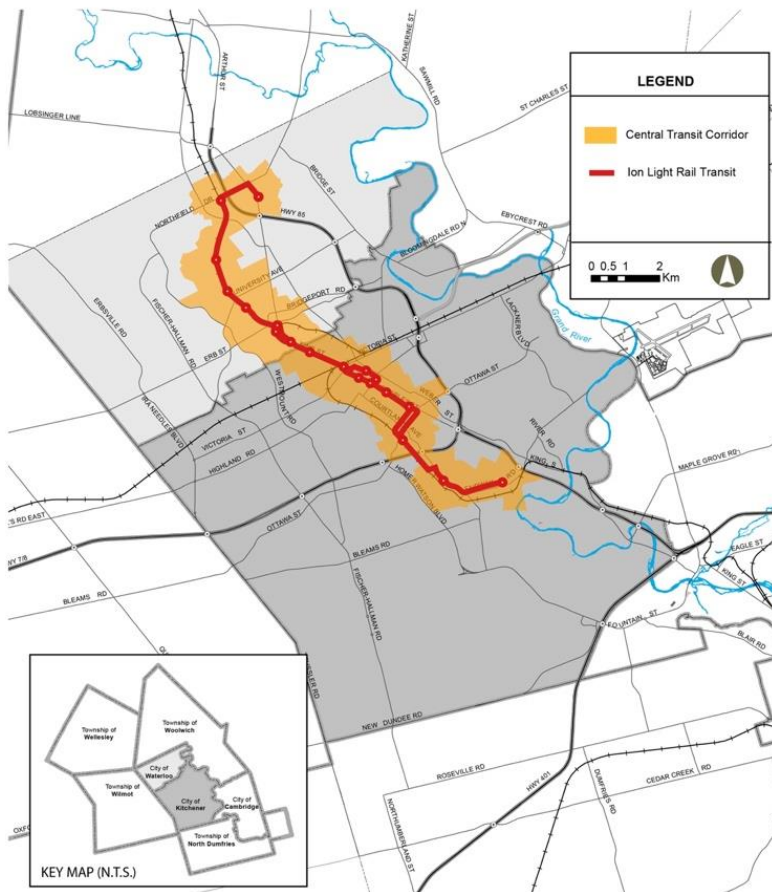 KATHERINE ST
ARTHUR ST
SAWMILL RD
LOBSINGER LINE
ST CHARLES ST
LEGEND
Central Transit Corridor
Ion Light Rail Transit
0 0.5 1 2
Km
BRIDGE ST
NORTHFIELD DR
HWY 85
EBYCREST RD
BLOOMINGDALE RD N
UNIVERSITY AVE
BRIDGEPORT RD
ERBSVILLE RD
FISCHER-HALLMAN RD
Grand River
LACKNER BLVD
ERB ST
TORIA ST
WESTMOUNT RD
OTTAWA ST
WEBER ST
IRA NEEDLES BLVD
COURTLAND AVE
VICTORIA ST
RIVER RD
HIGHLAND RD
KING S
MAPLE GROVE RD
HOMER WATSON BLVD
'S RD EAST
OTTAWA ST
WY 7/8
BLEAMS RD
EAGLE ST
KING ST
BLEAMS RD
FISCHER-HALLMAN RD
FOUNTAIN ST
BLAIR RD
NEW DUNDEE RD
ROSEVILLE RD
CEDAR CREEK RD
HWY 401
DUMFRIES RD
NORTHUMBERLAND ST
Township of
Wellesley
Township of
Woolwich
City of
Waterloo
Township of
Wilmot
City of
Kitchener
City of
Cambridge
Township of
North Dumfries
KEY MAP (N.T.S.)